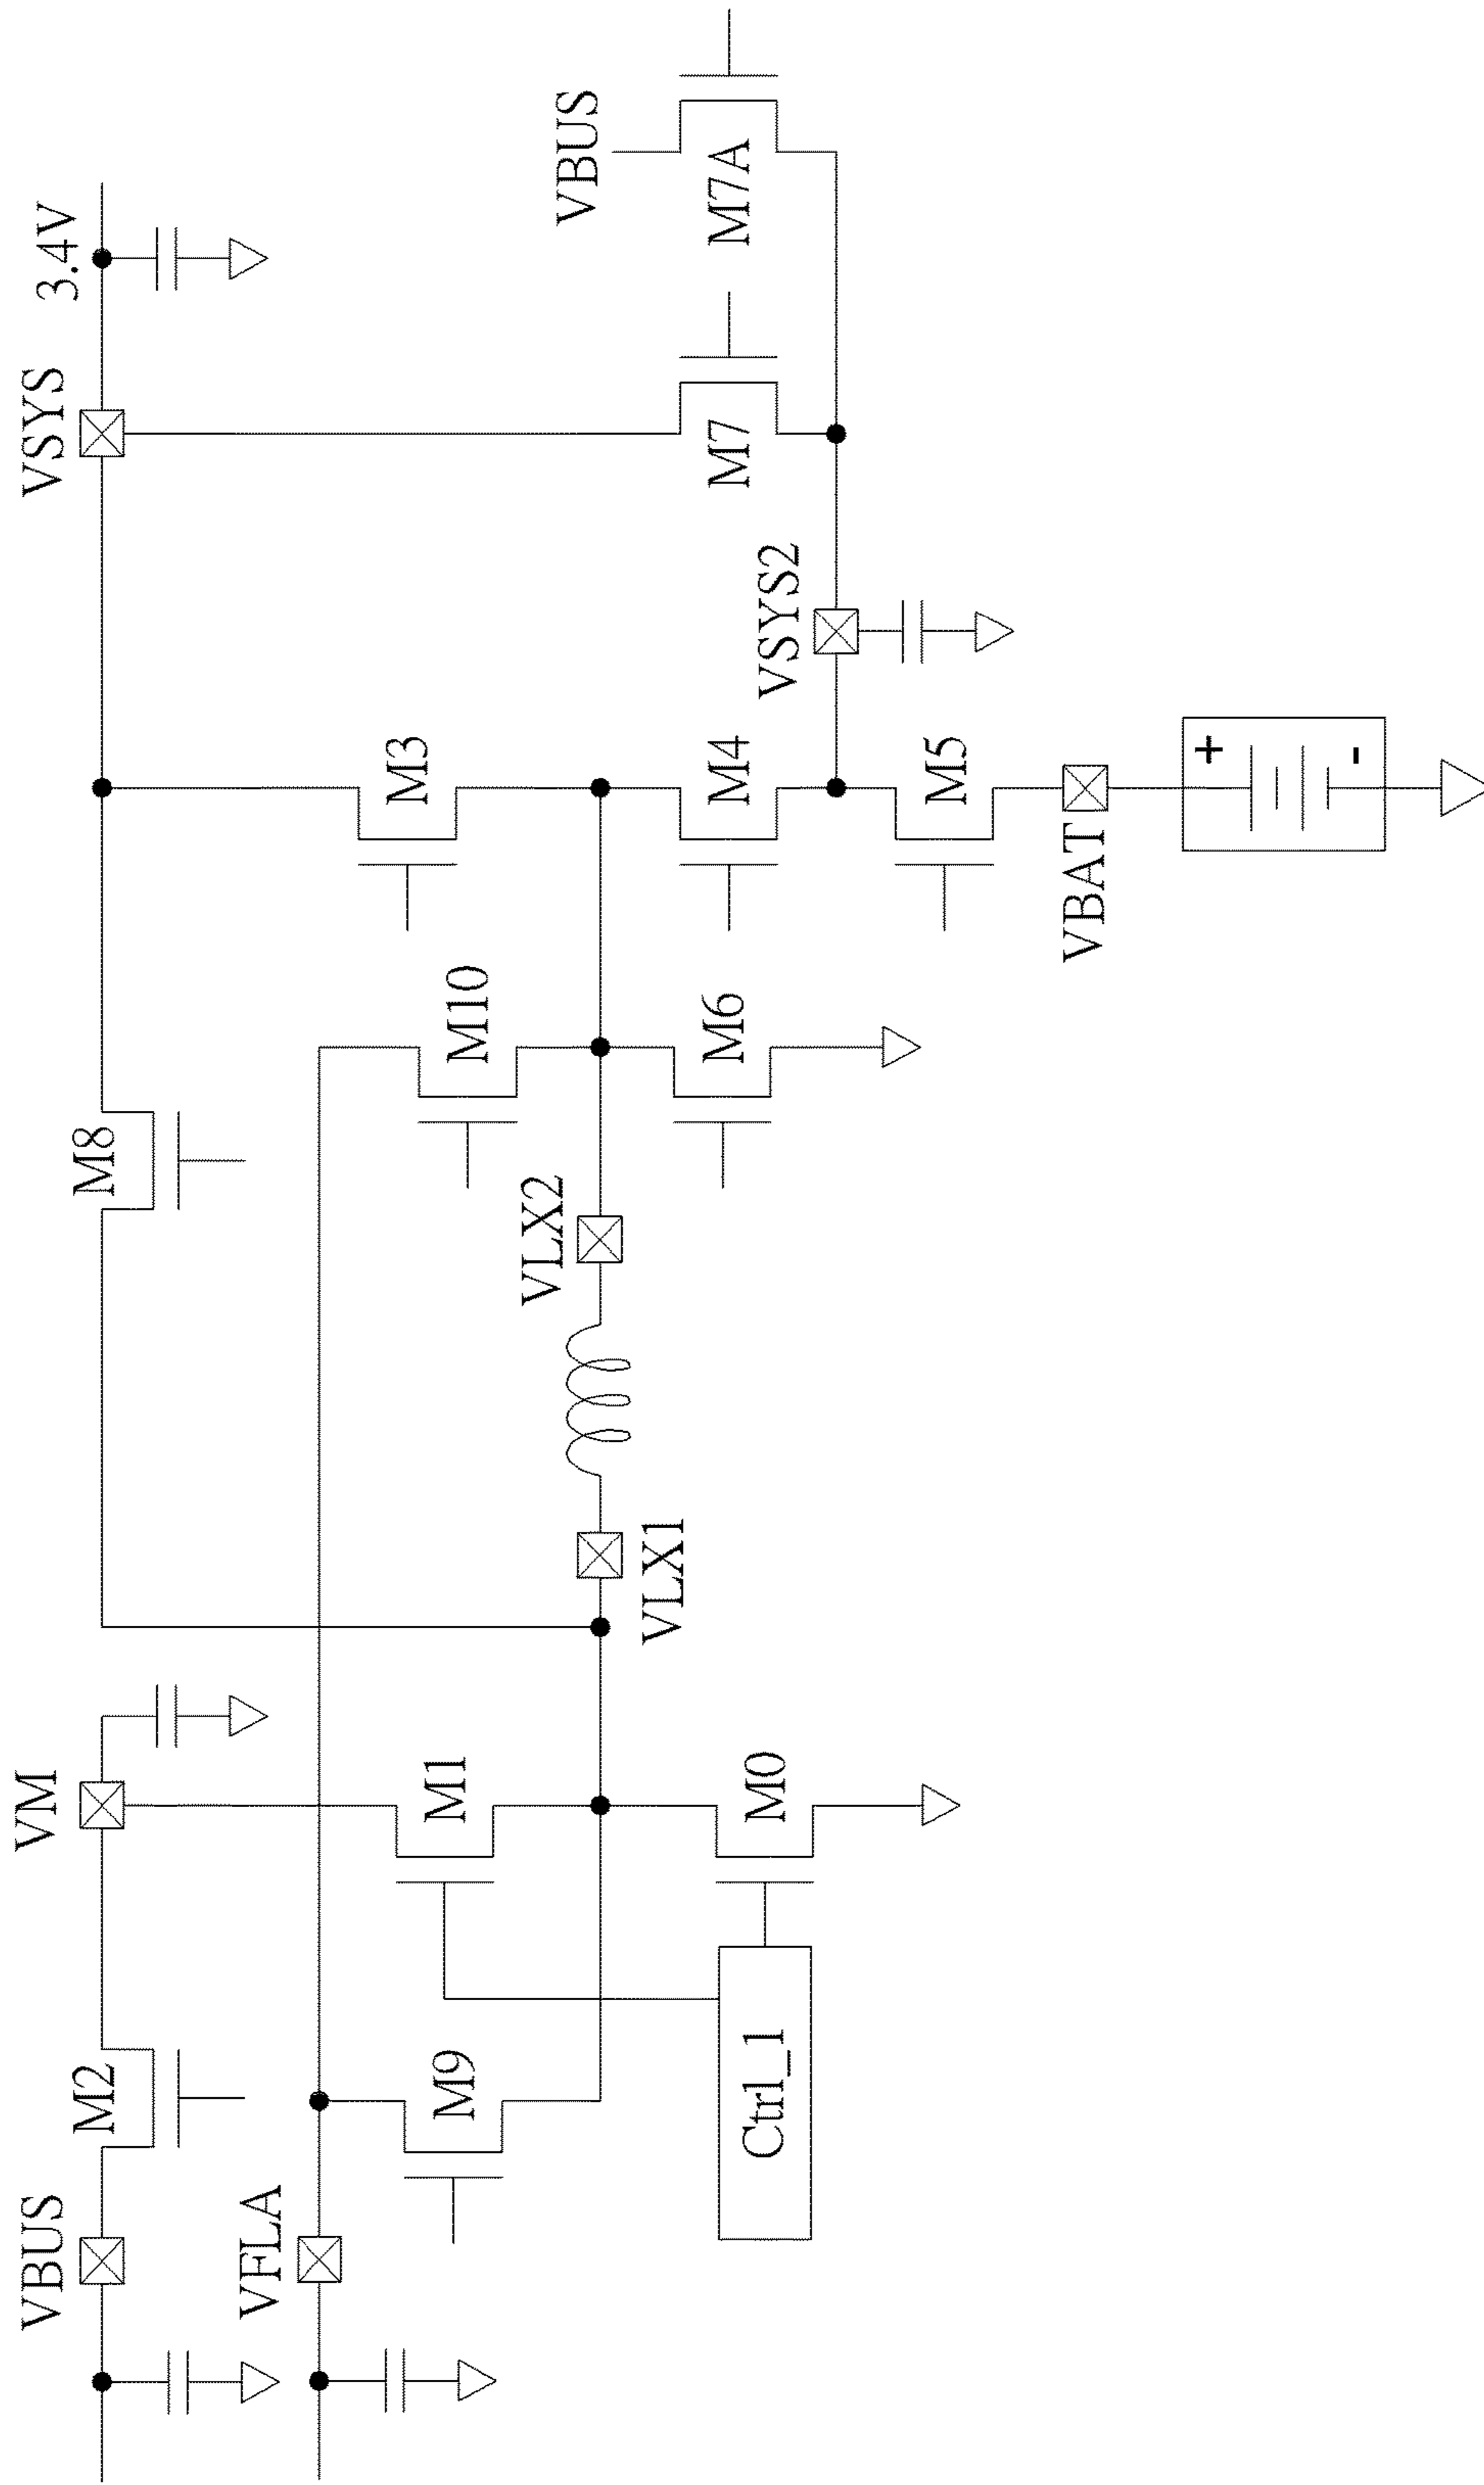 VBUS
M2
VM
M8
VSYS
3.4V
VFLA
M9
M1
M10
M3
VBUS
VLX1
VLX2
M6
M4
VSYS2
M7
M7A
Ctrl_1
M0
M5
VBAT
+
-